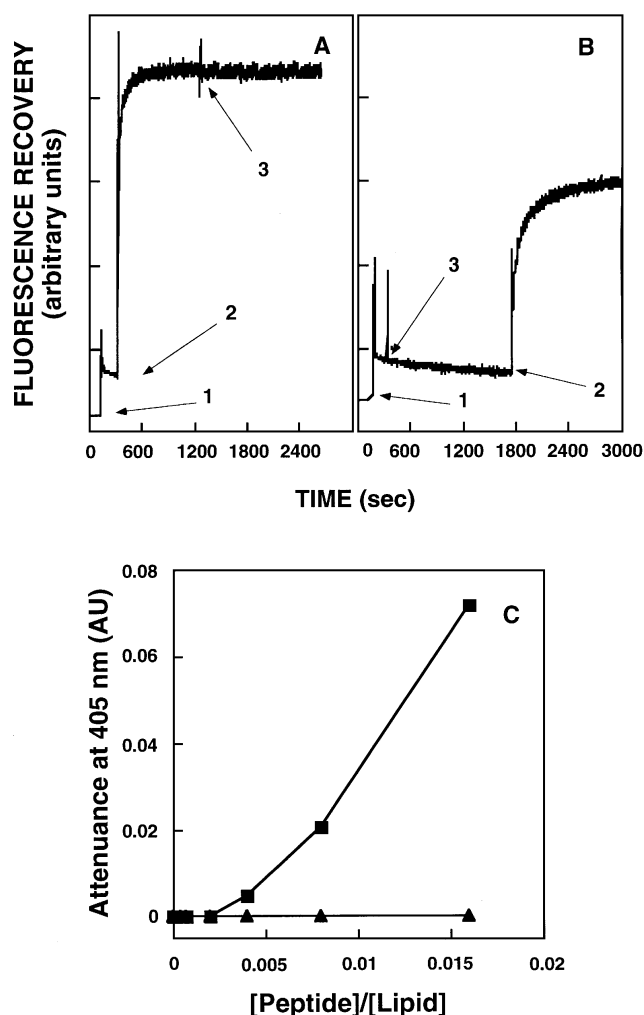 FLUORESCENCE RECOVERY
(arbitrary units)
A
3
2
1
0 600 1200 1800 2400
B
3
2
1
0 600 1200 1800 2400 3000
TIME (sec)
Attenuance at 405 nm (AU)
0.08
0.06
0.04
0.02
0
C
0 0.005 0.01 0.015 0.02
[Peptide]/[Lipid]